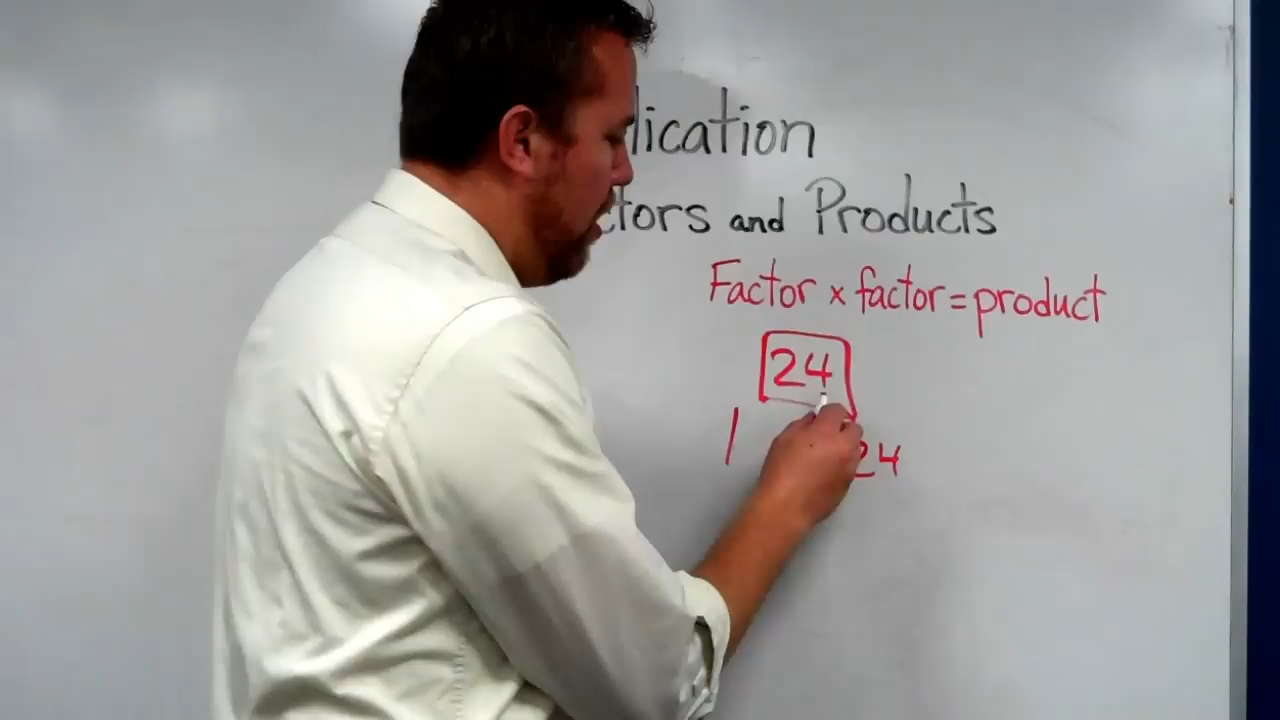 lication
ctors and Products
Factor x factor = product
24
1 24